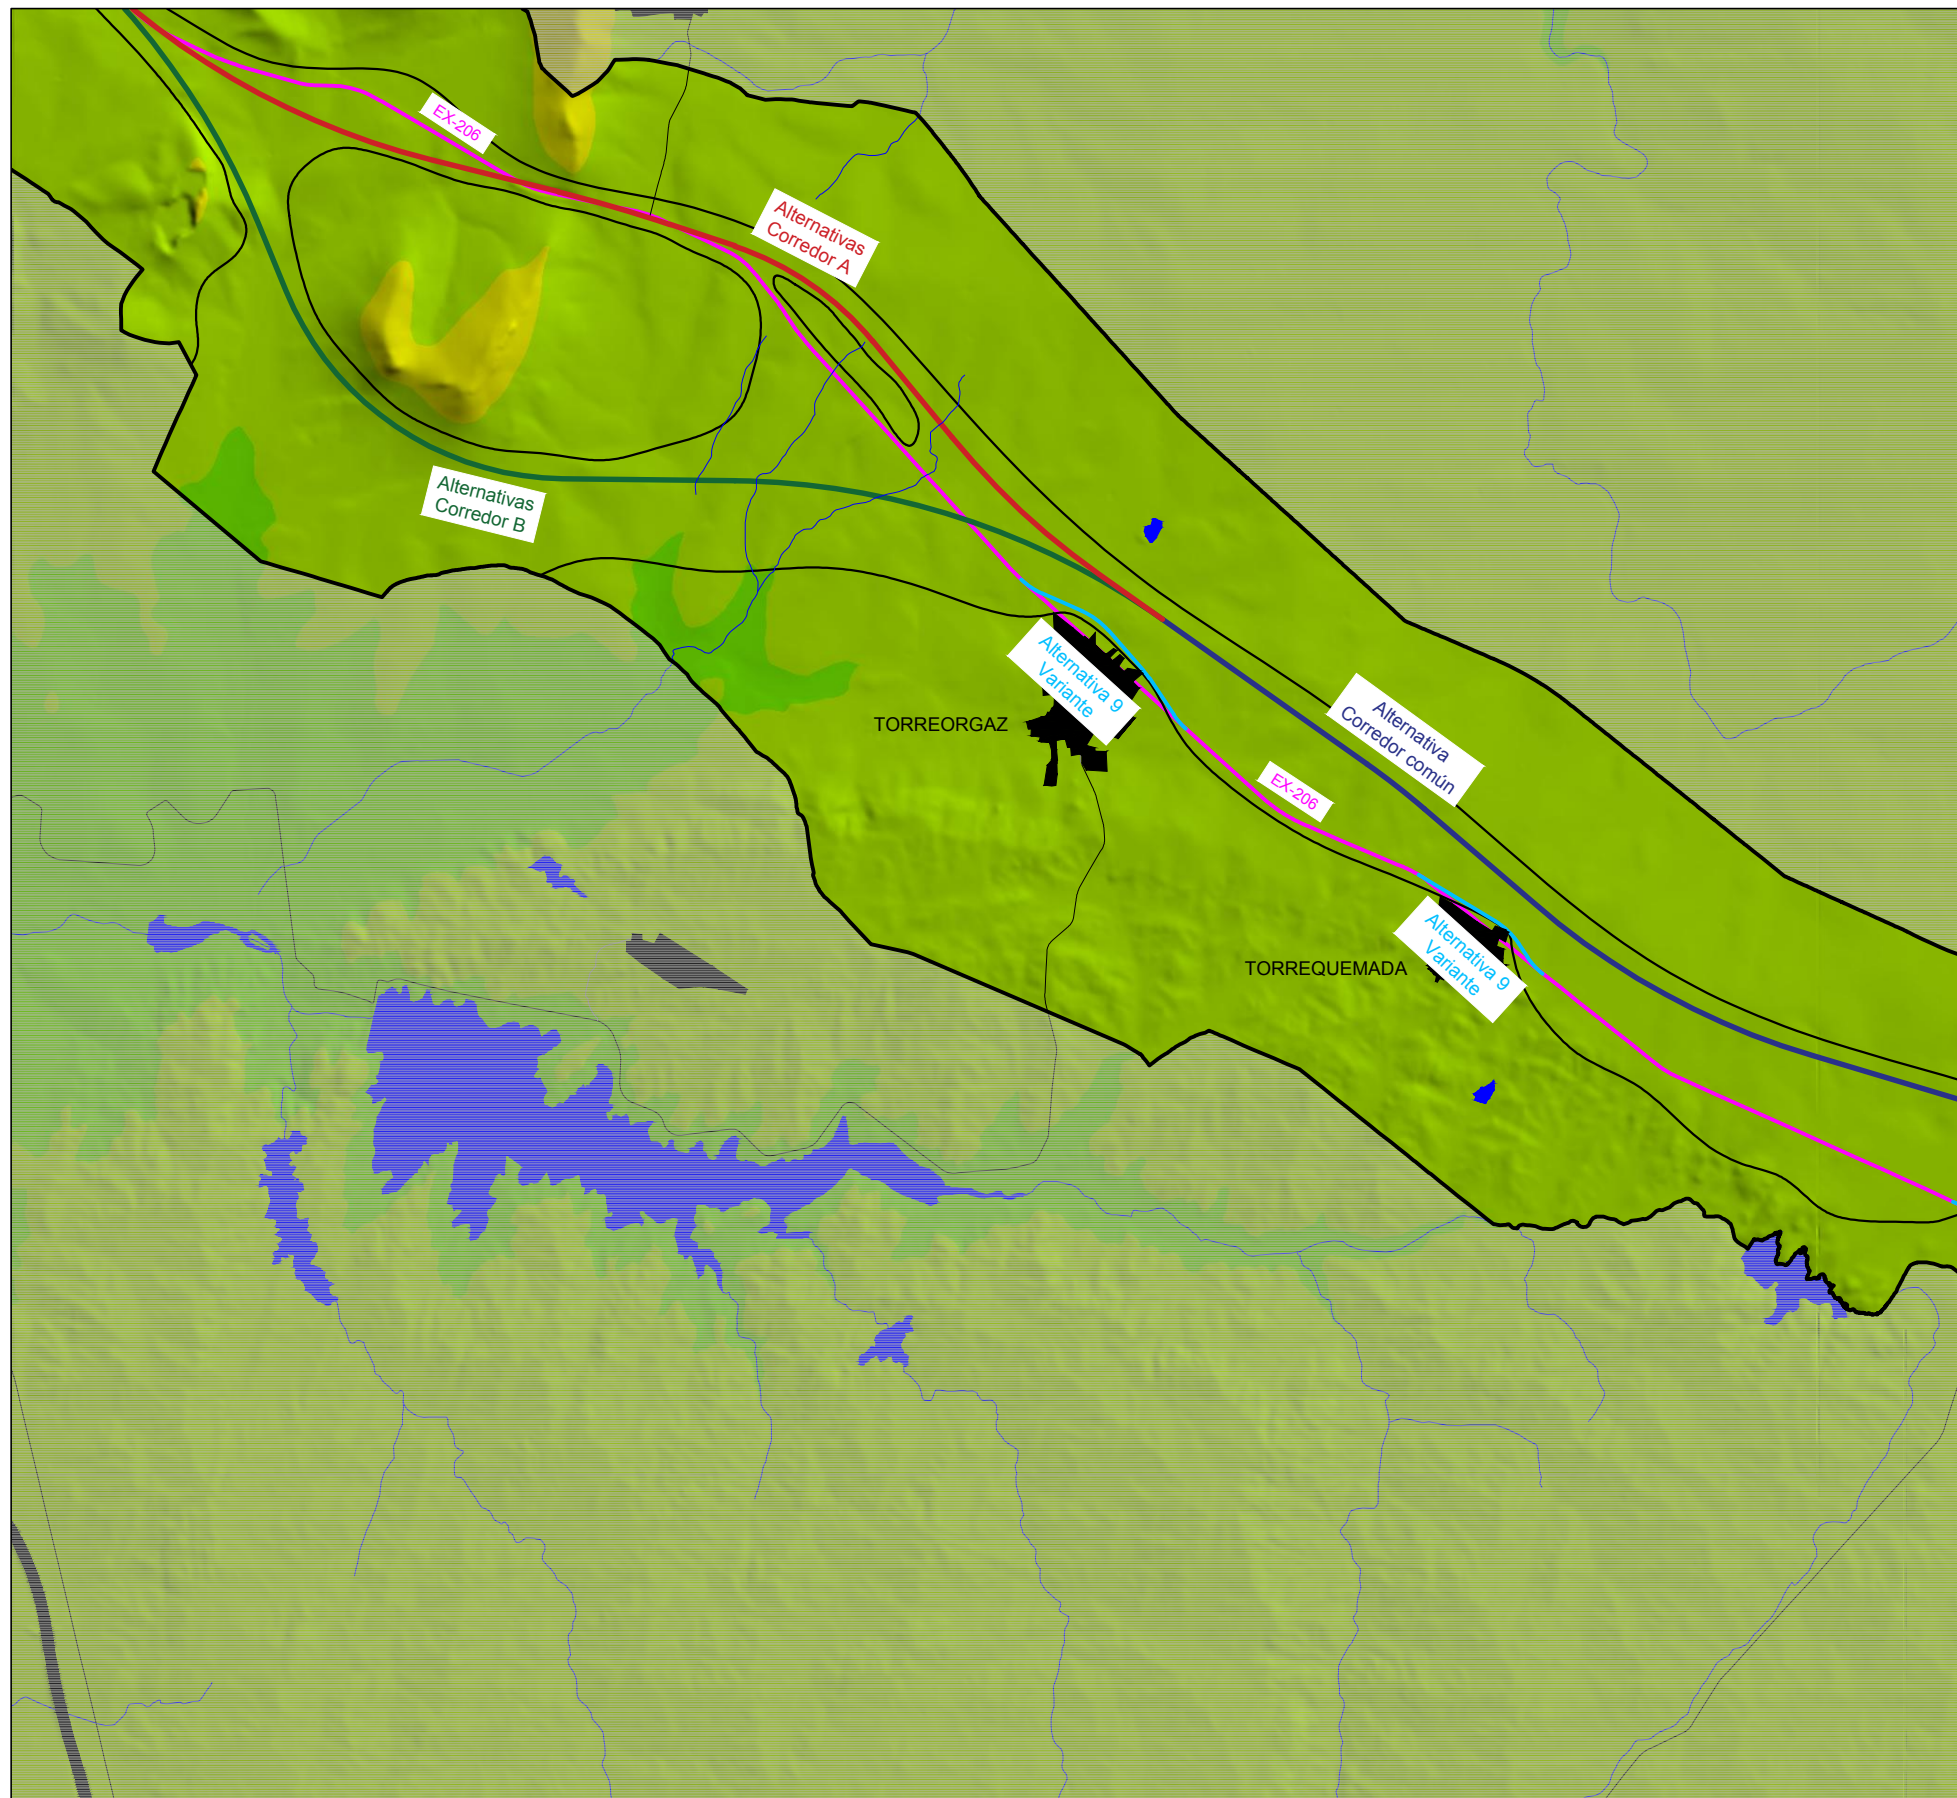 EX-206
Alternativas
Corredor A
Alternativas
Corredor B
Alternativa 9
Variante
TORREORGAZ
Alternativa
Corredor común
EX-206
Alternativa 9
Variante
TORREQUEMADA